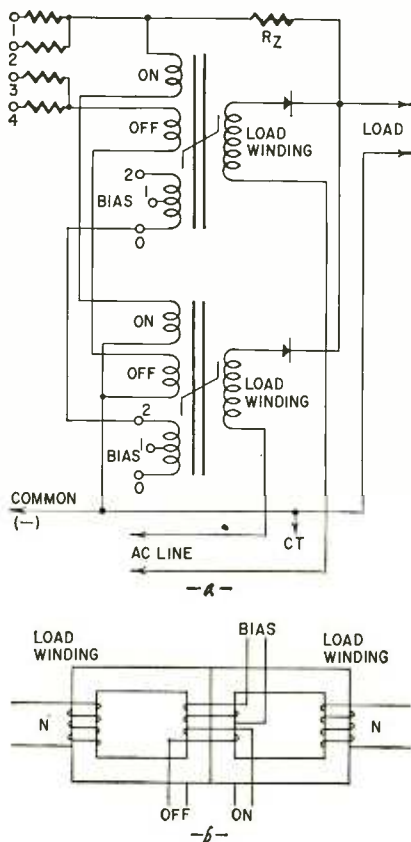 1
2
3
4
RZ
ON
OFF
LOAD WINDING
LOAD
2
BIAS 1
0
ON
OFF
LOAD WINDING
2
BIAS 1
0
COMMON
(-)
CT
AC LINE
-a-
LOAD WINDING
BIAS
LOAD WINDING
N
N
OFF
ON
-b-